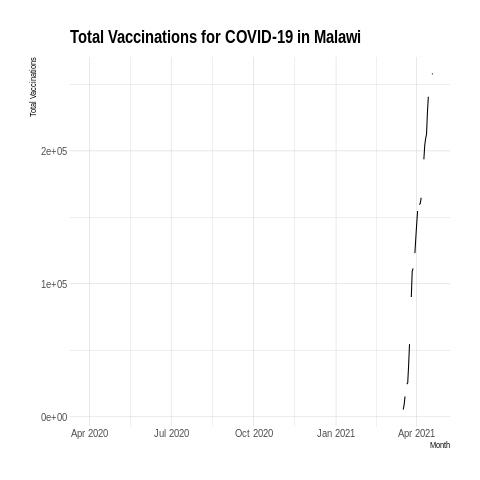 Total Vaccinations for COVID-19 in Malawi
Total Vaccinations
2e+05
1e+05
0e+00
Apr 2020 Jul 2020 Oct 2020 Jan 2021 Apr 2021
Month